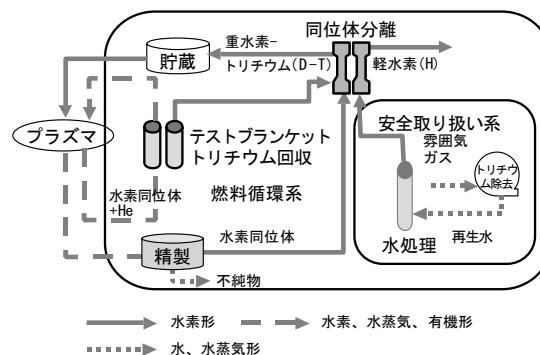 同位体分離
重水素-
トリチウム(D-T)
軽水素(H)
貯蔵
プラズマ
テストブランケット
トリチウム回収
安全取り扱い系
雰囲気
ガス
トリチウ
ム除去
水素同位体
+He
燃料循環系
水処理
再生水
水素同位体
精製
不純物
水素形
水素、水蒸気、有機形
水、水蒸気形